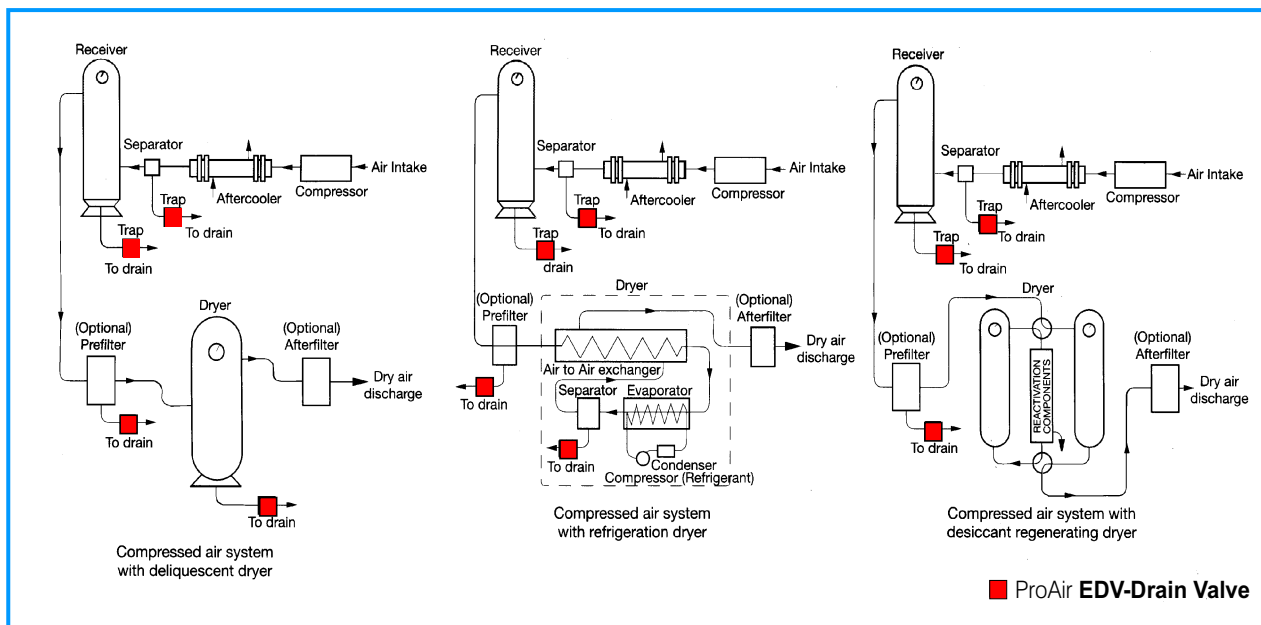 Receiver
Separator
Air Intake
Compressor
Aftercooler
Trap
To drain
Trap
To drain
Dryer
(Optional)
Prefilter
(Optional)
Afterfilter
Dry air
discharge
To drain
To drain
Compressed air system
with deliquescent dryer
Receiver
Separator
Air Intake
Compressor
Aftercooler
Trap
To drain
Trap
drain
Dryer
(Optional)
Prefilter
(Optional)
Afterfilter
Dry air
discharge
Air to Air exchanger
Separator
Evaporator
To drain
To drain
Condenser
Compressor (Refrigerant)
Compressed air system
with refrigeration dryer
Receiver
Separator
Air Intake
Compressor
Aftercooler
Trap
To drain
Trap
To drain
Dryer
(Optional)
Prefilter
(Optional)
Afterfilter
Dry air
discharge
REACTIVATION
COMPONENTS
To drain
Compressed air system with
desiccant regenerating dryer
ProAir EDV-Drain Valve